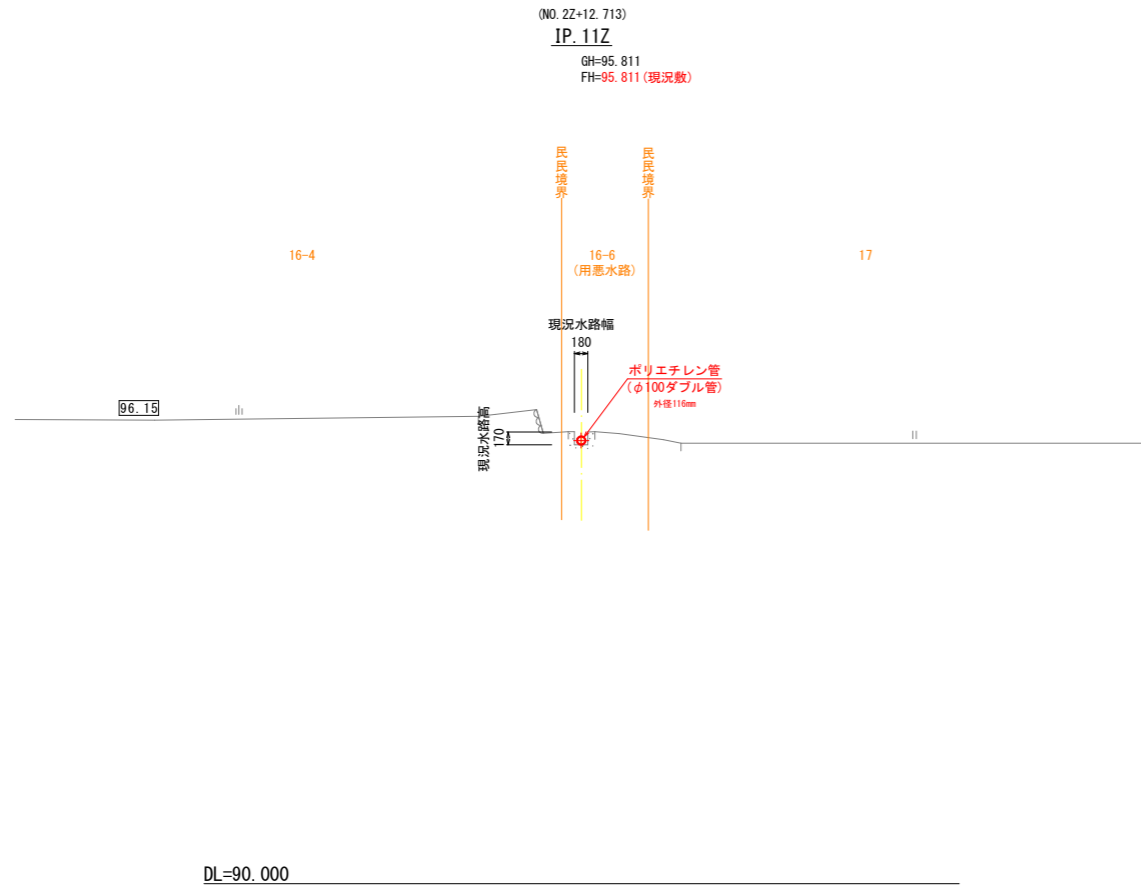 (NO. 2Z+12. 713)
IP. 11Z
GH=95. 811
FH=95. 811 (現況敷)
民民境界
民民境界
16-4
16-6
(用悪水路)
17
現況水路幅
180
ポリエチレン管
(φ100ダブル管)
外径116mm
96. 15
現況水路高
170
DL=90. 000